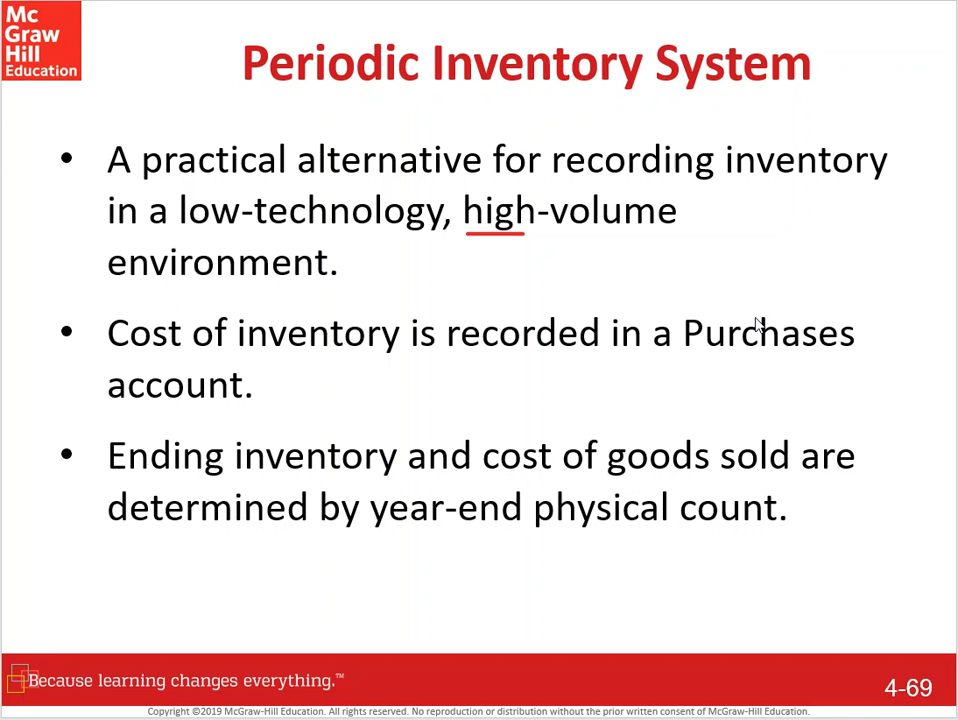 Mc
Graw
Hill
Education
Periodic Inventory System
• A practical alternative for recording inventory
in a low-technology, high-volume
environment.
• Cost of inventory is recorded in a Purchases
account.
• Ending inventory and cost of goods sold are
determined by year-end physical count.
Because learning changes everything.™
4-69
Copyright ©2019 McGraw-Hill Education. All rights reserved. No reproduction or distribution without the prior written consent of McGraw-Hill Education.